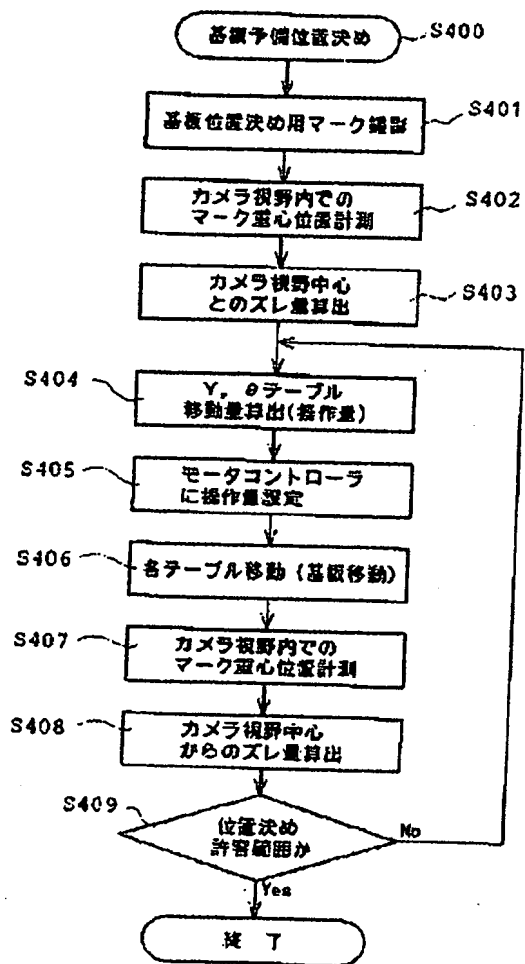 基板予備位置決め
S400
基板位置決め用マーク撮影
S401
カメラ視野内での
マーク重心位置計測
S402
カメラ視野中心
とのズレ量算出
S403
S404
Y, θテーブル
移動量算出(操作量)
S405
モータコントローラ
に操作量設定
S406
各テーブル移動(基板移動)
S407
カメラ視野内での
マーク重心位置計測
S408
カメラ視野中心
からのズレ量算出
S409
位置決め
許容範囲か
No
Yes
終了